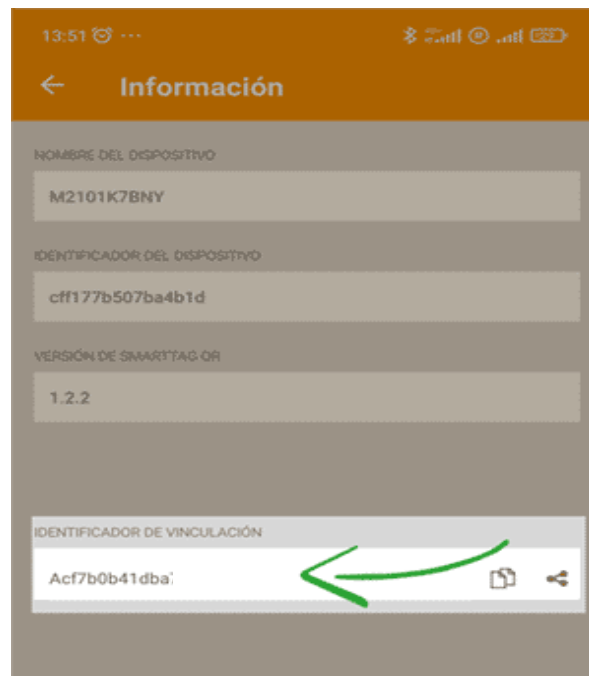 13:51
Información
NOMBRE DEL DISPOSITIVO
M2101K7BNY
IDENTIFICADOR DEL DISPOSITIVO
cff177b507ba4b1d
VERSIÓN DE SMARTTAG QR
1.2.2
IDENTIFICADOR DE VINCULACIÓN
Acf7b0b41dba